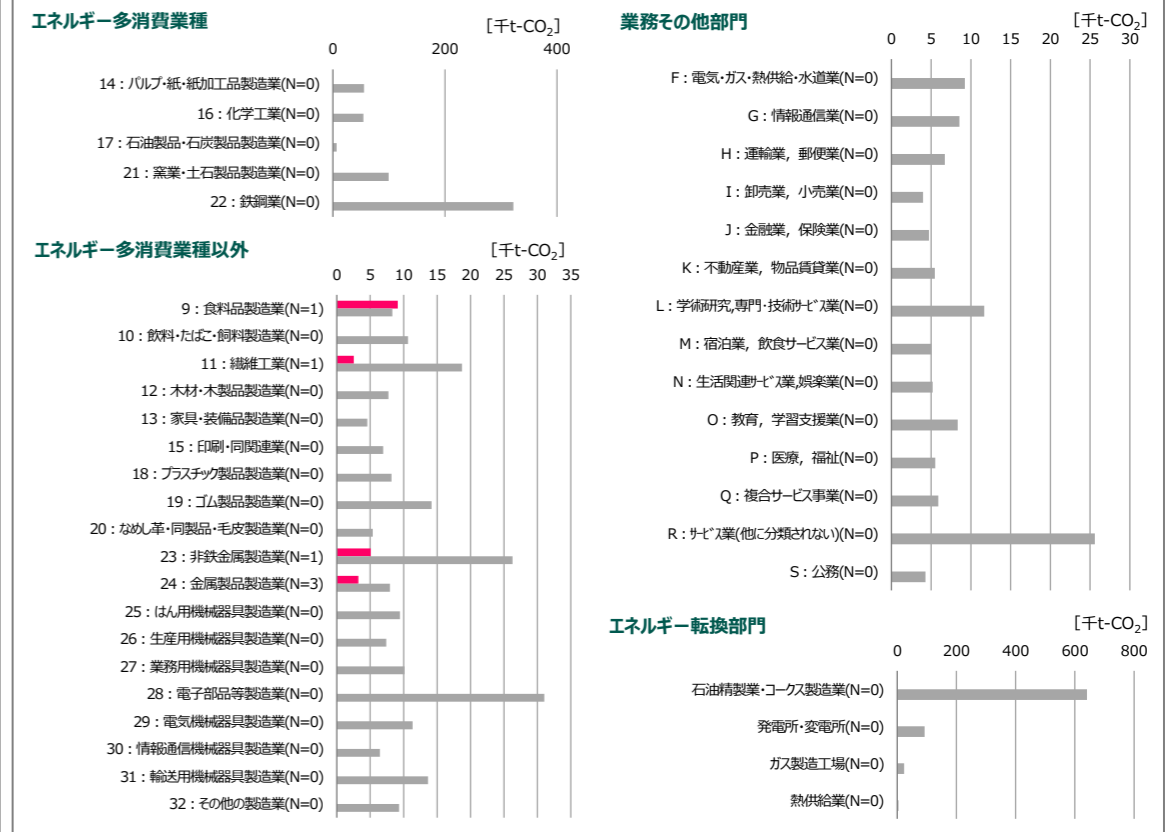 エネルギー多消費業種
[千t-CO₂]
0 200 400
14：パルプ・紙・紙加工品製造業(N=0)
16：化学工業(N=0)
17：石油製品・石炭製品製造業(N=0)
21：窯業・土石製品製造業(N=0)
22：鉄鋼業(N=0)
エネルギー多消費業種以外
[千t-CO₂]
0 5 10 15 20 25 30 35
9：食料品製造業(N=1)
10：飲料・たばこ・飼料製造業(N=0)
11：繊維工業(N=1)
12：木材・木製品製造業(N=0)
13：家具・装備品製造業(N=0)
15：印刷・同関連業(N=0)
18：プラスチック製品製造業(N=0)
19：ゴム製品製造業(N=0)
20：なめし革・同製品・毛皮製造業(N=0)
23：非鉄金属製造業(N=1)
24：金属製品製造業(N=3)
25：はん用機械器具製造業(N=0)
26：生産用機械器具製造業(N=0)
27：業務用機械器具製造業(N=0)
28：電子部品等製造業(N=0)
29：電気機械器具製造業(N=0)
30：情報通信機械器具製造業(N=0)
31：輸送用機械器具製造業(N=0)
32：その他の製造業(N=0)
業務その他部門
[千t-CO₂]
0 5 10 15 20 25 30
F：電気・ガス・熱供給・水道業(N=0)
G：情報通信業(N=0)
H：運輸業，郵便業(N=0)
I：卸売業，小売業(N=0)
J：金融業，保険業(N=0)
K：不動産業，物品賃貸業(N=0)
L：学術研究,専門・技術サービス業(N=0)
M：宿泊業，飲食サービス業(N=0)
N：生活関連サービス業,娯楽業(N=0)
O：教育，学習支援業(N=0)
P：医療，福祉(N=0)
Q：複合サービス事業(N=0)
R：サービス業(他に分類されない)(N=0)
S：公務(N=0)
エネルギー転換部門
[千t-CO₂]
0 200 400 600 800
石油精製業・コークス製造業(N=0)
発電所・変電所(N=0)
ガス製造工場(N=0)
熱供給業(N=0)